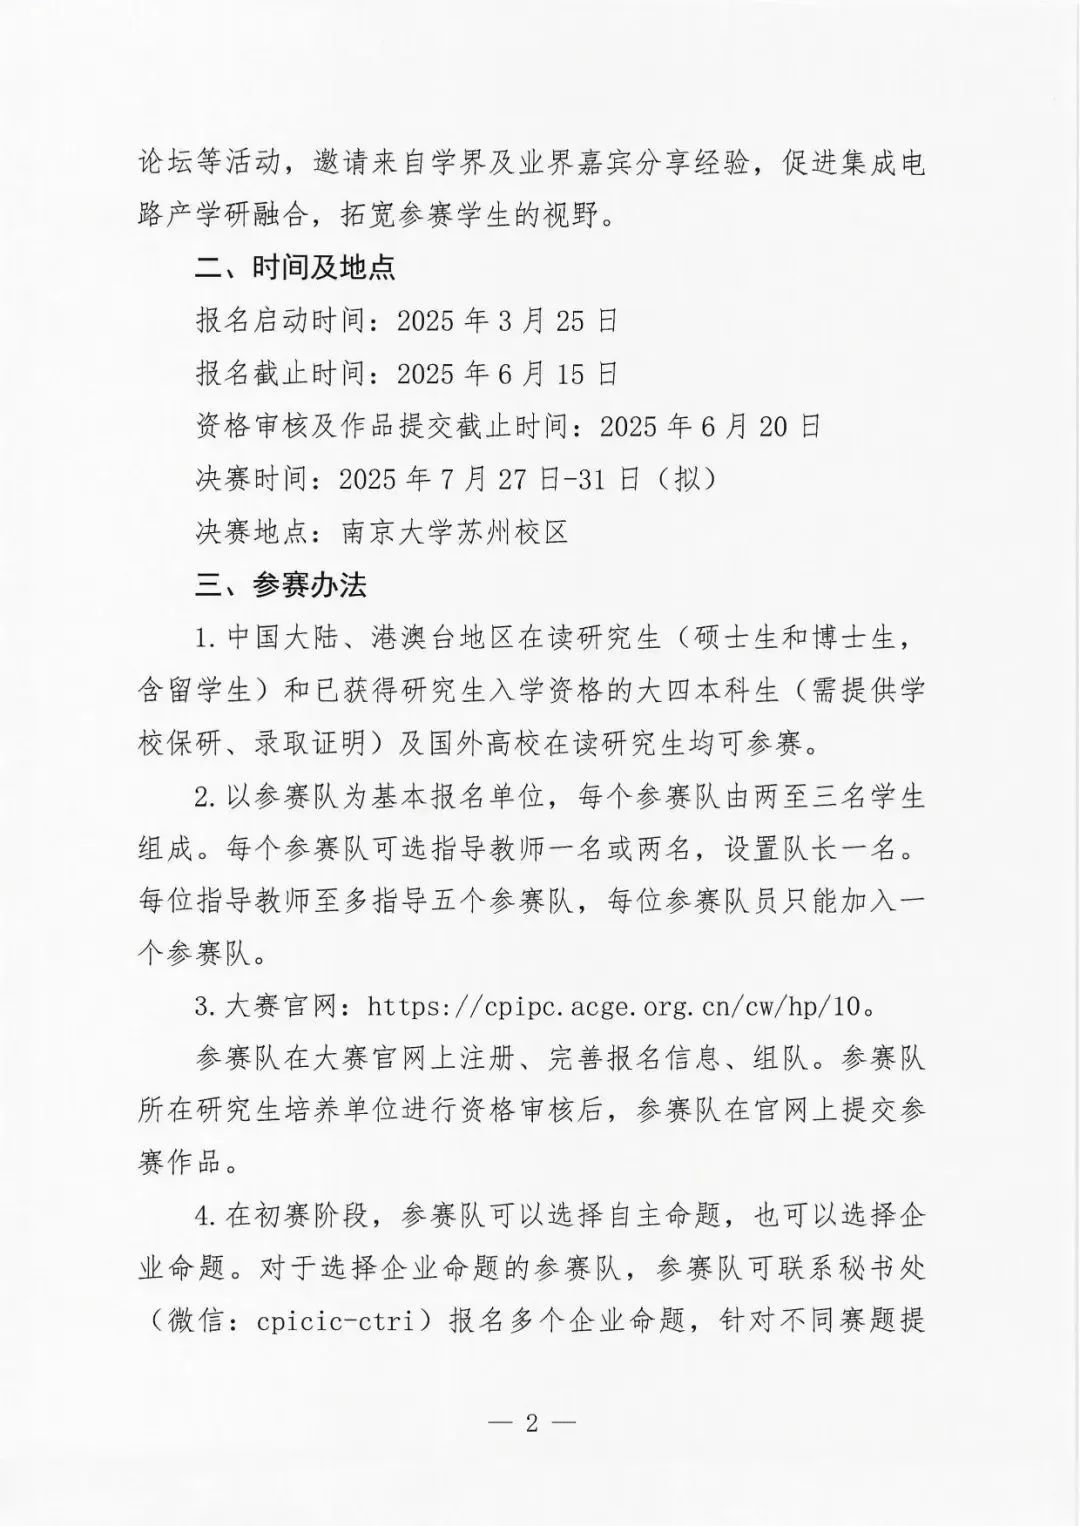 论坛等活动，邀请来自学界及业界嘉宾分享经验，促进集成电
路产学研融合，拓宽参赛学生的视野。
二、时间及地点
报名启动时间：2025 年 3 月 25 日
报名截止时间：2025 年 6 月 15 日
资格审核及作品提交截止时间：2025 年 6 月 20 日
决赛时间：2025 年 7 月 27 日-31 日（拟）
决赛地点：南京大学苏州校区
三、参赛办法
1. 中国大陆、港澳台地区在读研究生（硕士生和博士生，
含留学生）和已获得研究生入学资格的大四本科生（需提供学
校保研、录取证明）及国外高校在读研究生均可参赛。
2. 以参赛队为基本报名单位，每个参赛队由两至三名学生
组成。每个参赛队可选指导教师一名或两名，设置队长一名。
每位指导教师至多指导五个参赛队，每位参赛队员只能加入一
个参赛队。
3. 大赛官网：https://cpipc.acge.org.cn/cw/hp/10。
参赛队在大赛官网上注册、完善报名信息、组队。参赛队
所在研究生培养单位进行资格审核后，参赛队在官网上提交参
赛作品。
4. 在初赛阶段，参赛队可以选择自主命题，也可以选择企
业命题。对于选择企业命题的参赛队，参赛队可联系秘书处
（微信：cpicic-ctri）报名多个企业命题，针对不同赛题提
— 2 —